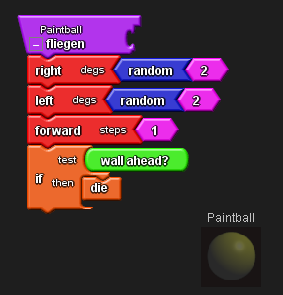 Paintball
fliegen
right degs random 2
left degs random 2
forward steps 1
test wall ahead?
if then die
Paintball